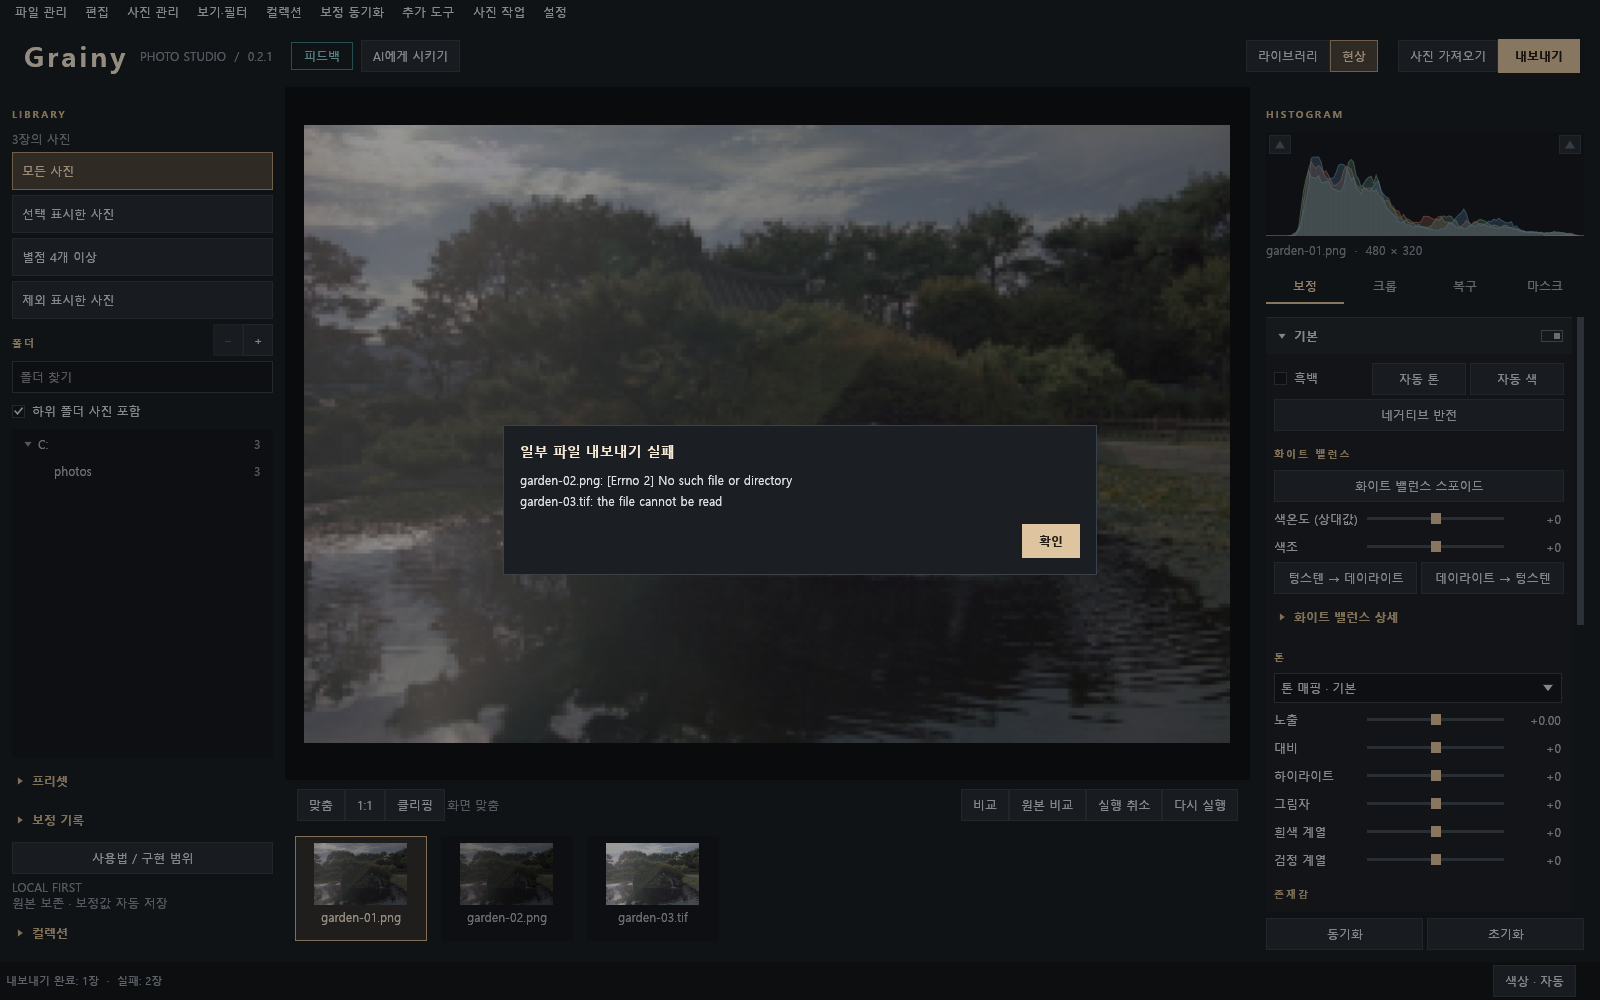 파일 관리 편집 사진 관리 보기·필터 컬렉션 보정 동기화 추가 도구 사진 작업 설정
Grainy PHOTO STUDIO / 0.2.1 피드백 AI에게 시키기 라이브러리 현상 사진 가져오기 내보내기
LIBRARY
3장의 사진
모든 사진
선택 표시한 사진
별점 4개 이상
제외 표시한 사진
폴더 − +
폴더 찾기
하위 폴더 사진 포함
C: 3
photos 3
프리셋
보정 기록
사용법 / 구현 범위
LOCAL FIRST
원본 보존 · 보정값 자동 저장
컬렉션
일부 파일 내보내기 실패
garden-02.png: [Errno 2] No such file or directory
garden-03.tif: the file cannot be read
확인
맞춤 1:1 클리핑 화면 맞춤 비교 원본 비교 실행 취소 다시 실행
garden-01.png garden-02.png garden-03.tif
HISTOGRAM
garden-01.png · 480 × 320
보정 크롭 복구 마스크
기본
흑백 자동 톤 자동 색
네거티브 반전
화이트 밸런스
화이트 밸런스 스포이드
색온도 (상대값) +0
색조 +0
텅스텐 → 데이라이트 데이라이트 → 텅스텐
화이트 밸런스 상세
톤
톤 매핑 · 기본
노출 +0.00
대비 +0
하이라이트 +0
그림자 +0
흰색 계열 +0
검정 계열 +0
존재감
동기화 초기화
내보내기 완료: 1장 · 실패: 2장 색상 · 자동